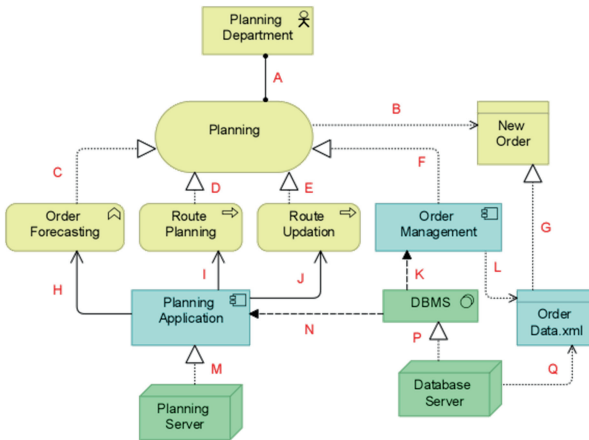 Planning
Department
A
B
Planning
New
Order
C
D
E
F
Order
Forecasting
Route
Planning
Route
Updation
Order
Management
G
H
I
J
K
L
Planning
Application
DBMS
Order
Data.xml
N
P
M
Q
Planning
Server
Database
Server